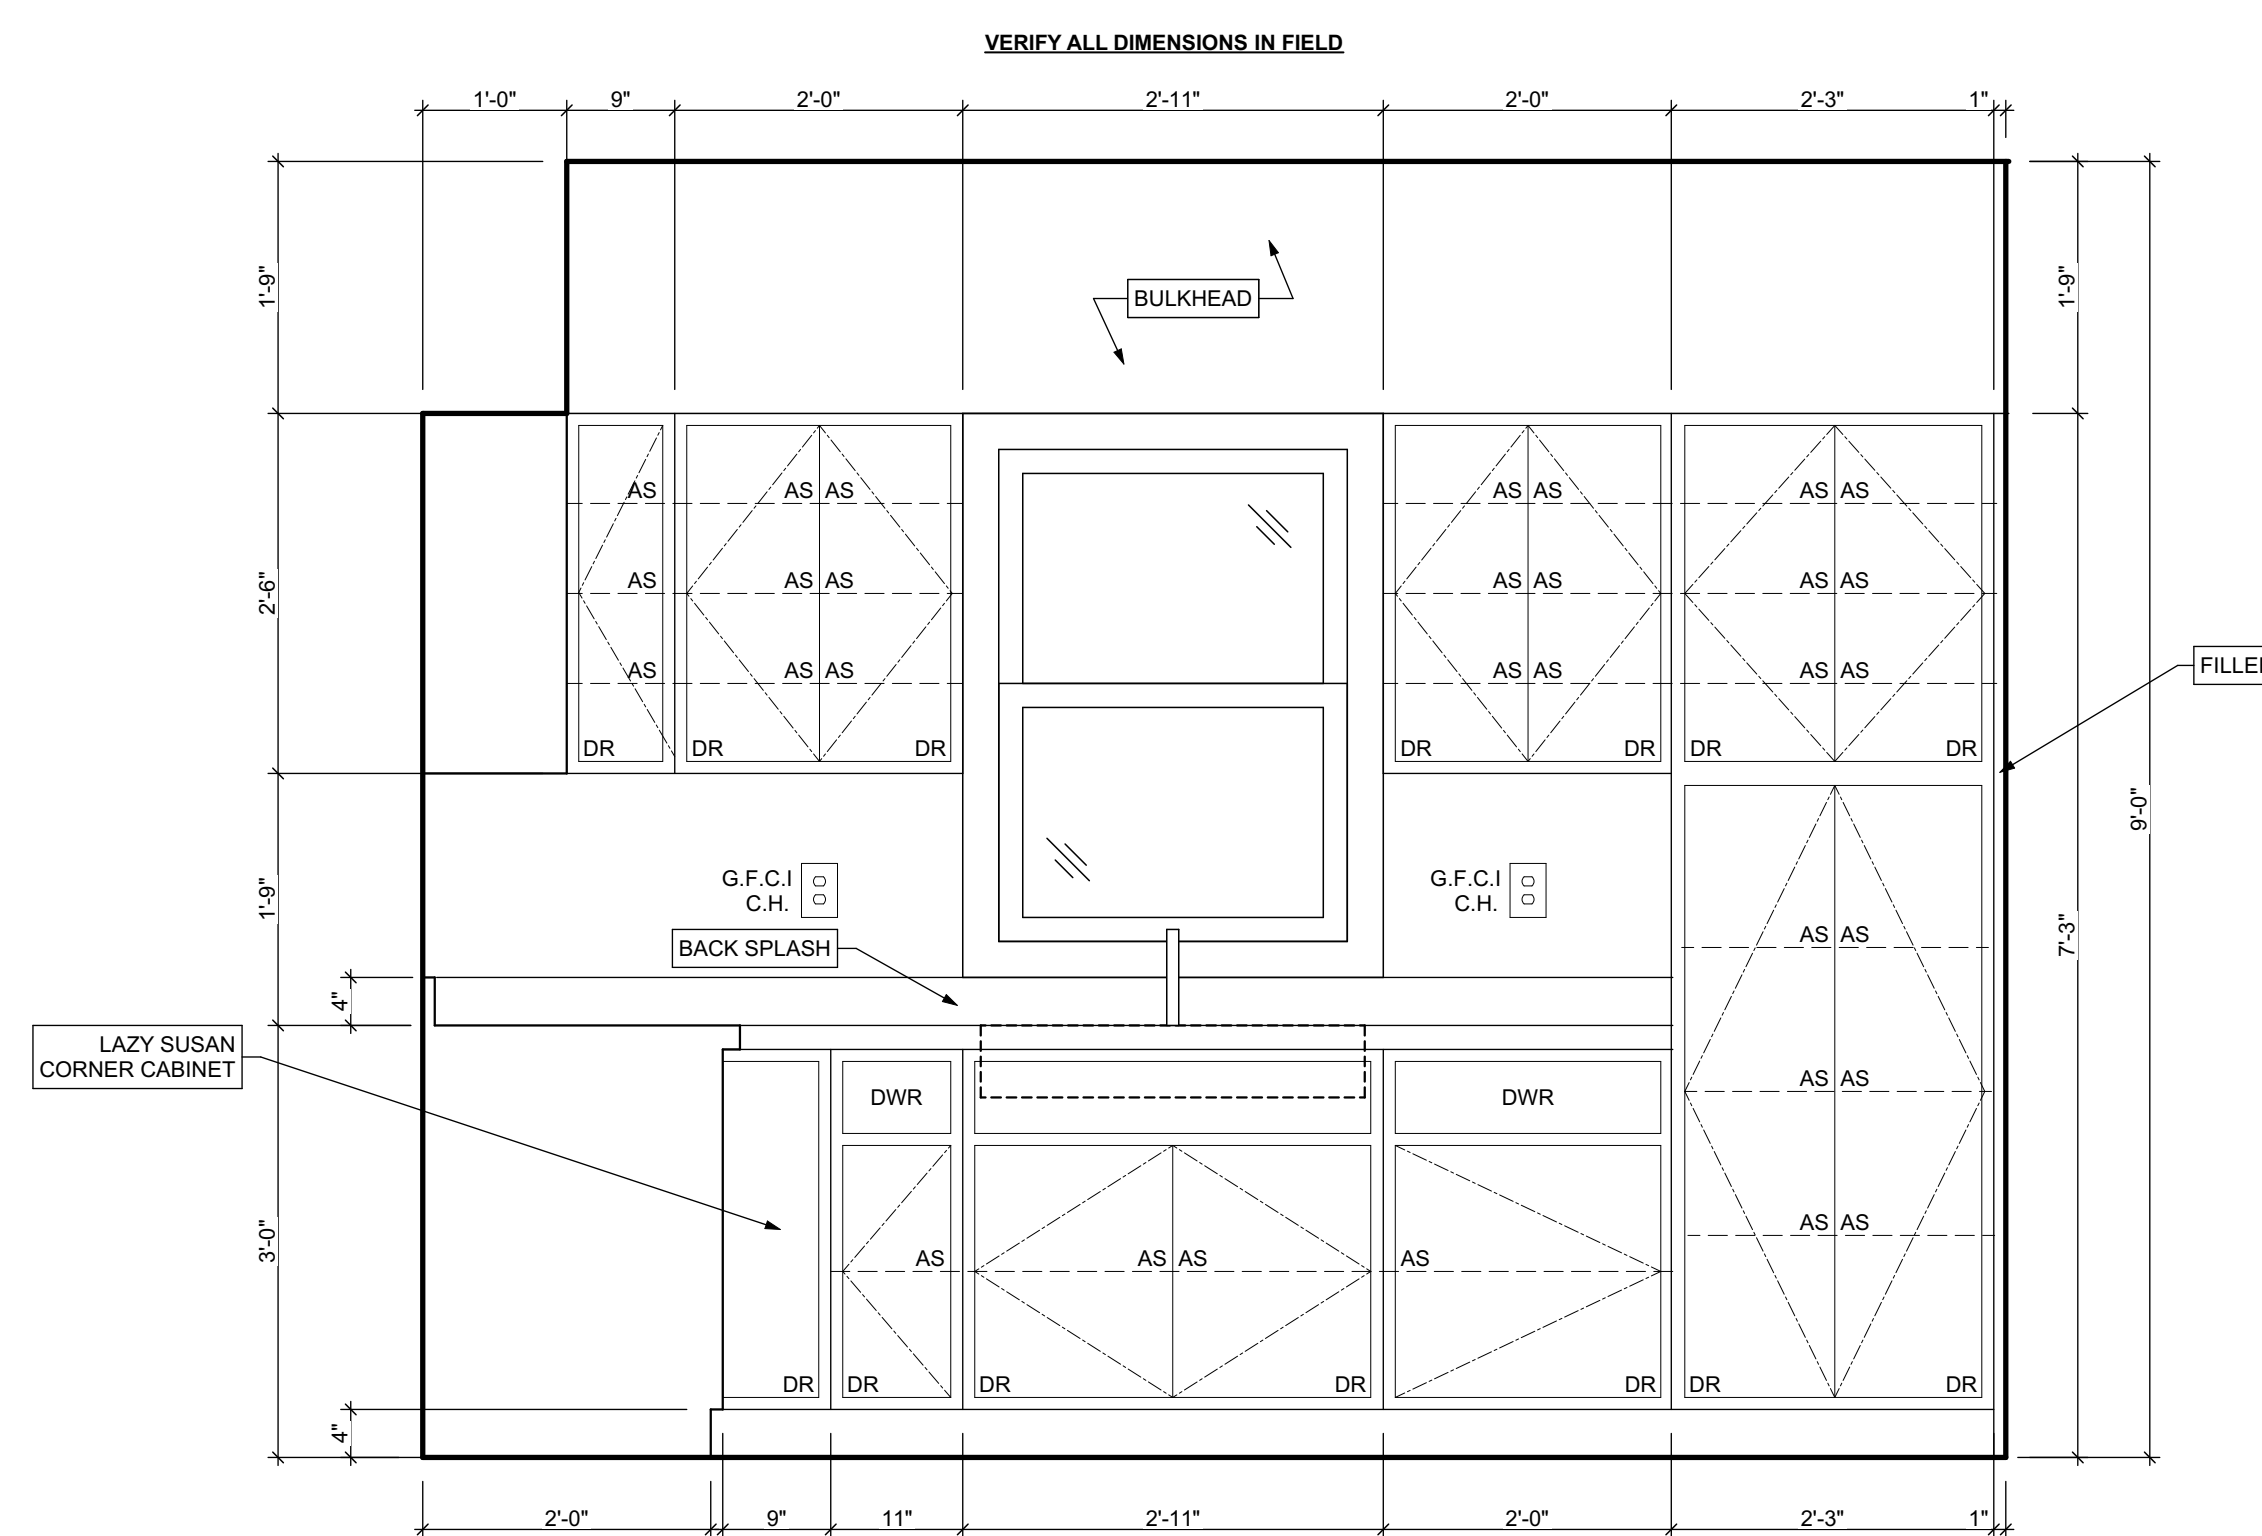 VERIFY ALL DIMENSIONS IN FIELD
1'-0" 9" 2'-0" 2'-11" 2'-0" 2'-3" 1"
1'-9"
BULKHEAD
1'-9"
AS AS AS AS AS AS AS
2'-6"
AS AS AS AS AS AS AS
AS AS AS AS AS AS AS
FILLE
DR DR DR DR DR DR DR
9'-0"
G.F.C.I
C.H.
G.F.C.I
C.H.
1'-9"
7'-3"
AS AS
BACK SPLASH
4"
LAZY SUSAN
CORNER CABINET
DWR DWR
AS AS
3'-0"
AS AS
AS AS AS AS
DR DR DR DR DR DR DR
4"
2'-0" 9" 11" 2'-11" 2'-0" 2'-3" 1"